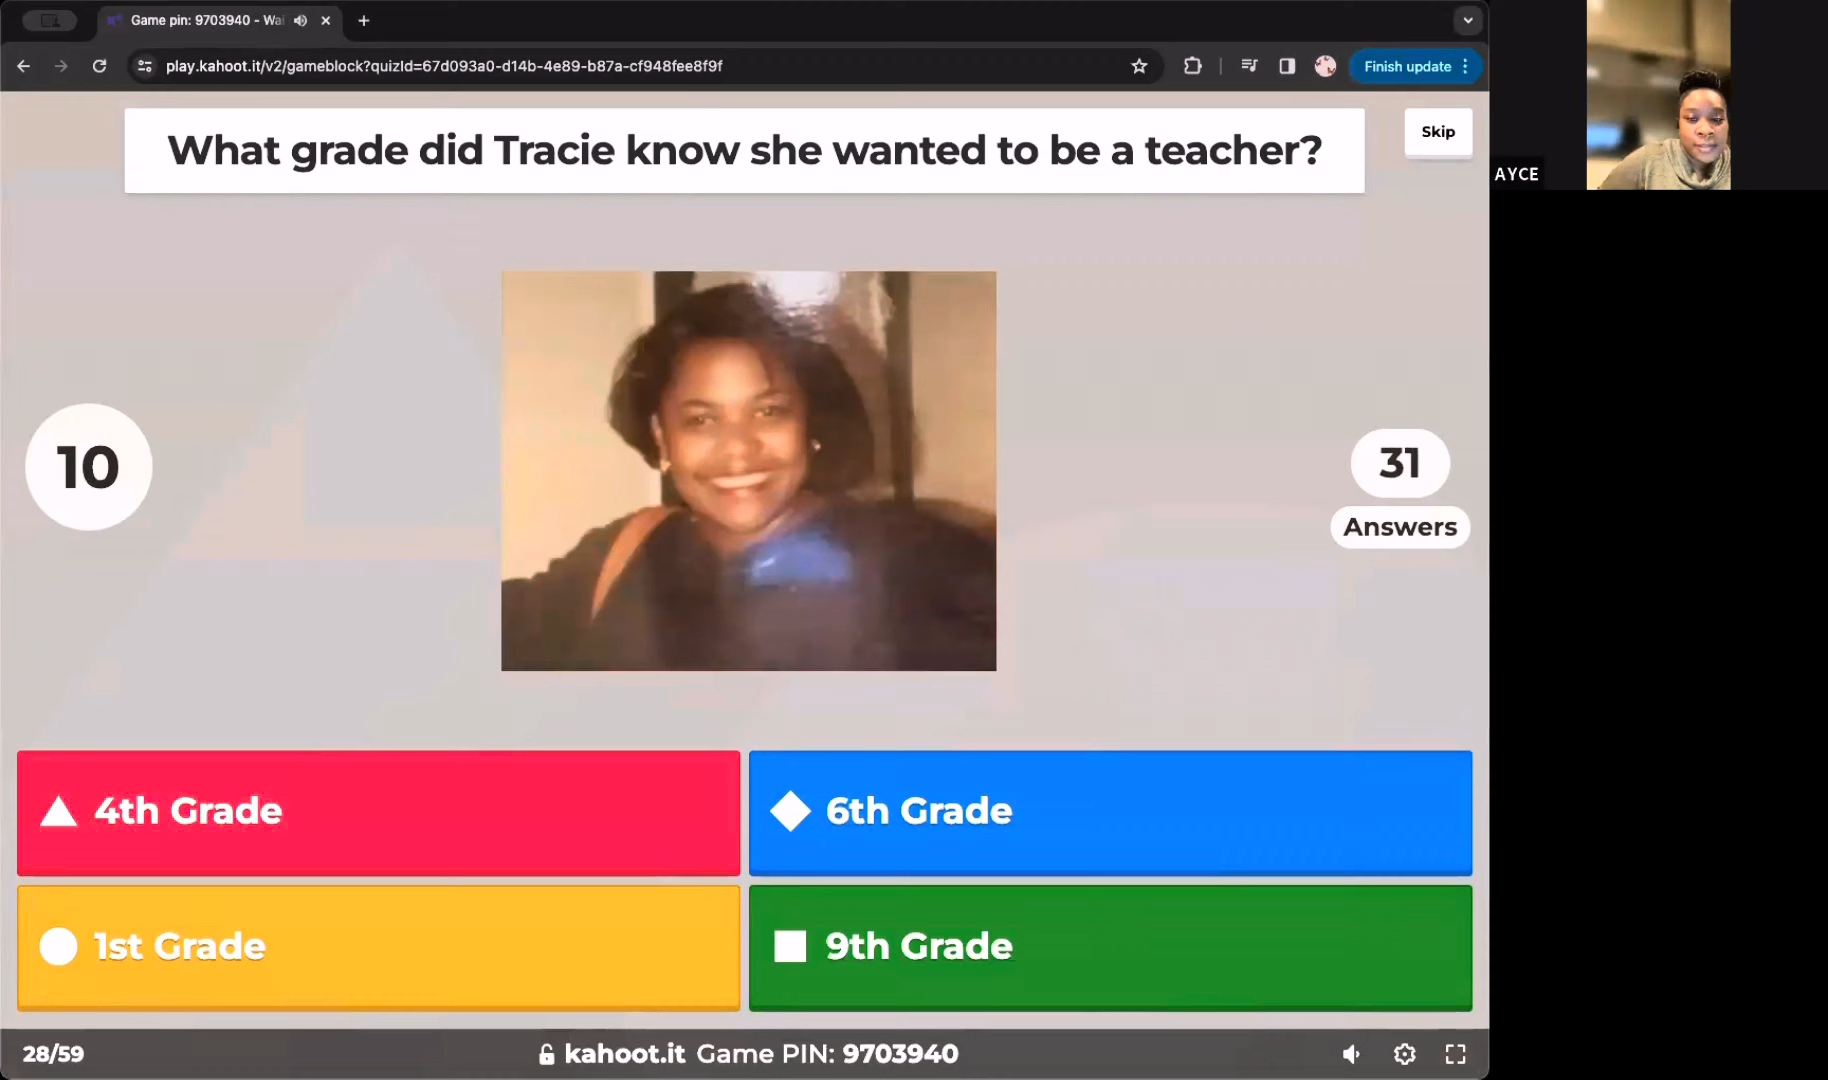 Game pin: 9703940 - Wai
play.kahoot.it/v2/gameblock?quizId=67d093a0-d14b-4e89-b87a-cf948fee8f9f
Finish update
What grade did Tracie know she wanted to be a teacher?
Skip
AYCE
10
31
Answers
4th Grade
6th Grade
1st Grade
9th Grade
28/59
kahoot.it Game PIN: 9703940